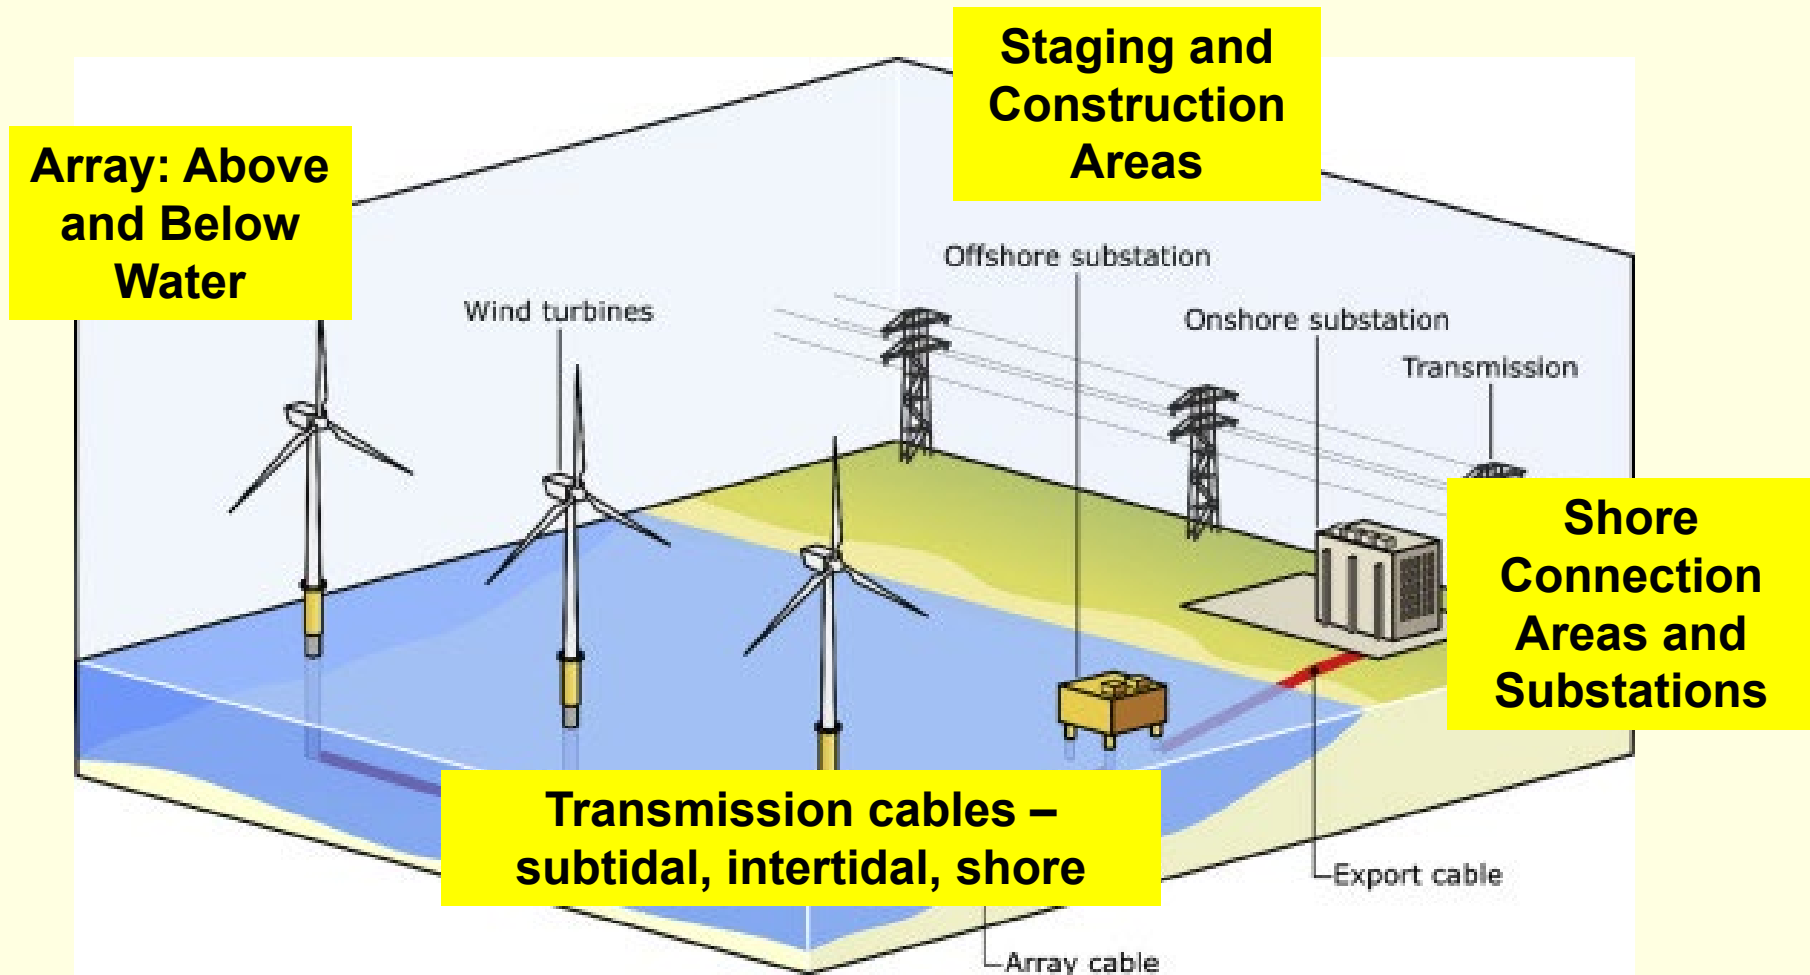 Staging and
Construction
Areas
Array: Above
and Below
Water
Offshore substation
Wind turbines
Onshore substation
Transmission
Shore
Connection
Areas and
Substations
Transmission cables –
subtidal, intertidal, shore
Export cable
Array cable